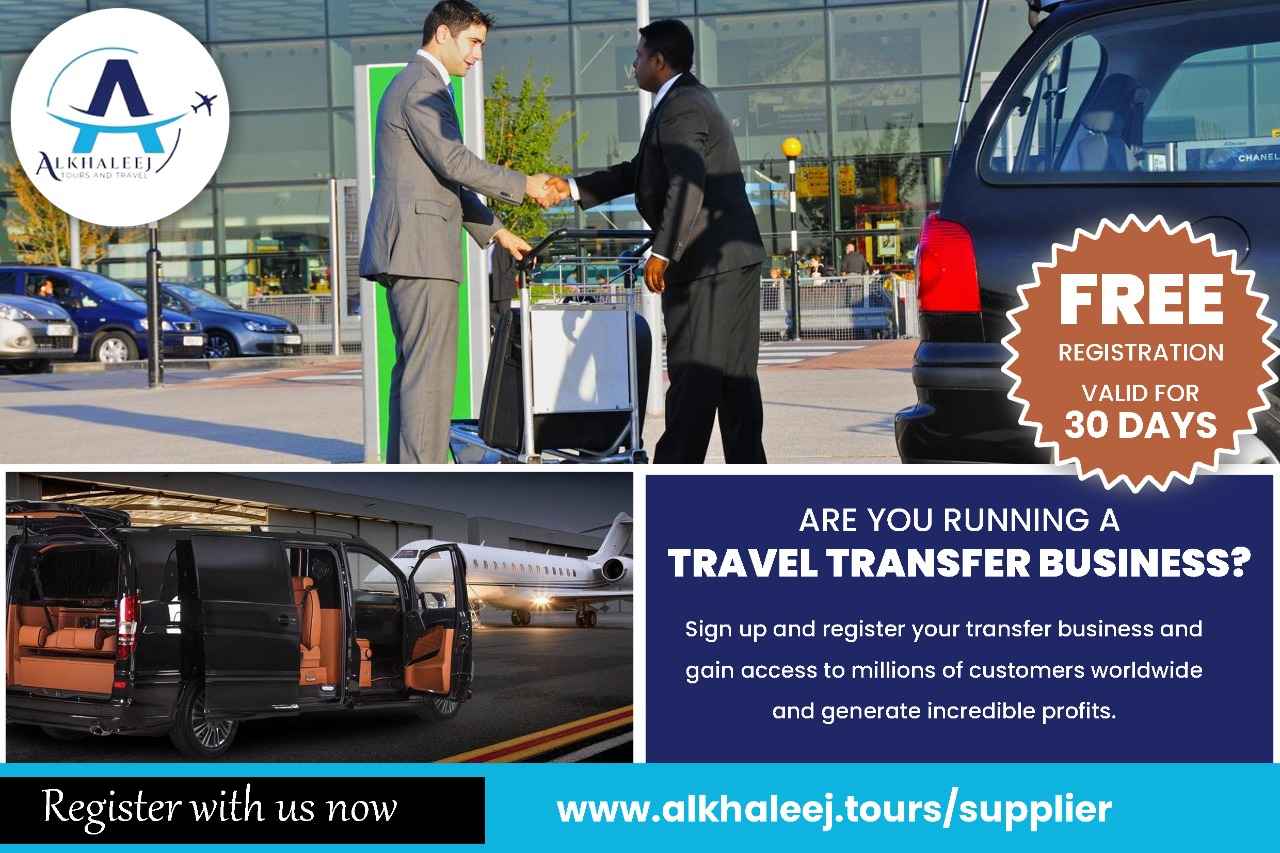 ALKHALEEJ
TOURS AND TRAVEL
CHANEL
FREE
REGISTRATION
VALID FOR
30 DAYS
ARE YOU RUNNING A
TRAVEL TRANSFER BUSINESS?
Sign up and register your transfer business and
gain access to millions of customers worldwide
and generate incredible profits.
Register with us now
www.alkhaleej.tours/supplier